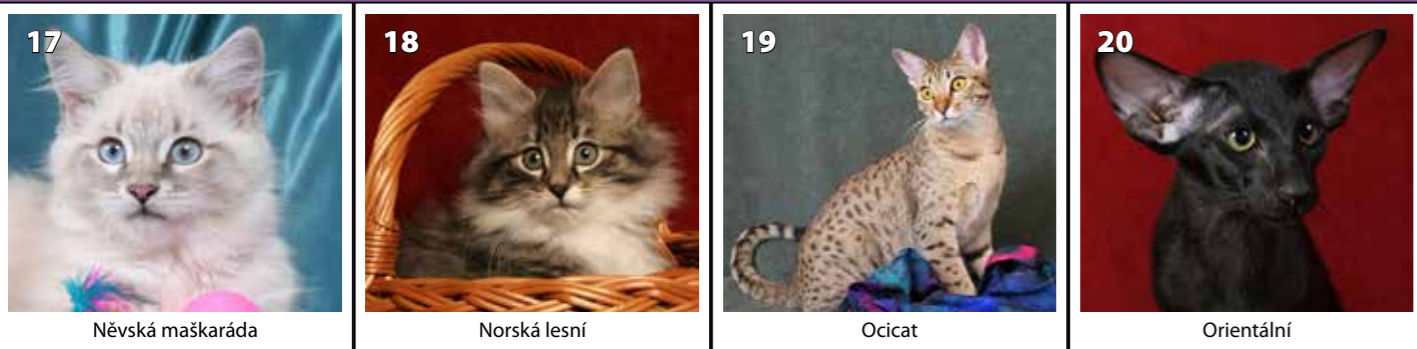 17
18
19
20
Něvská maškaráda
Norská lesní
Ocicat
Orientální